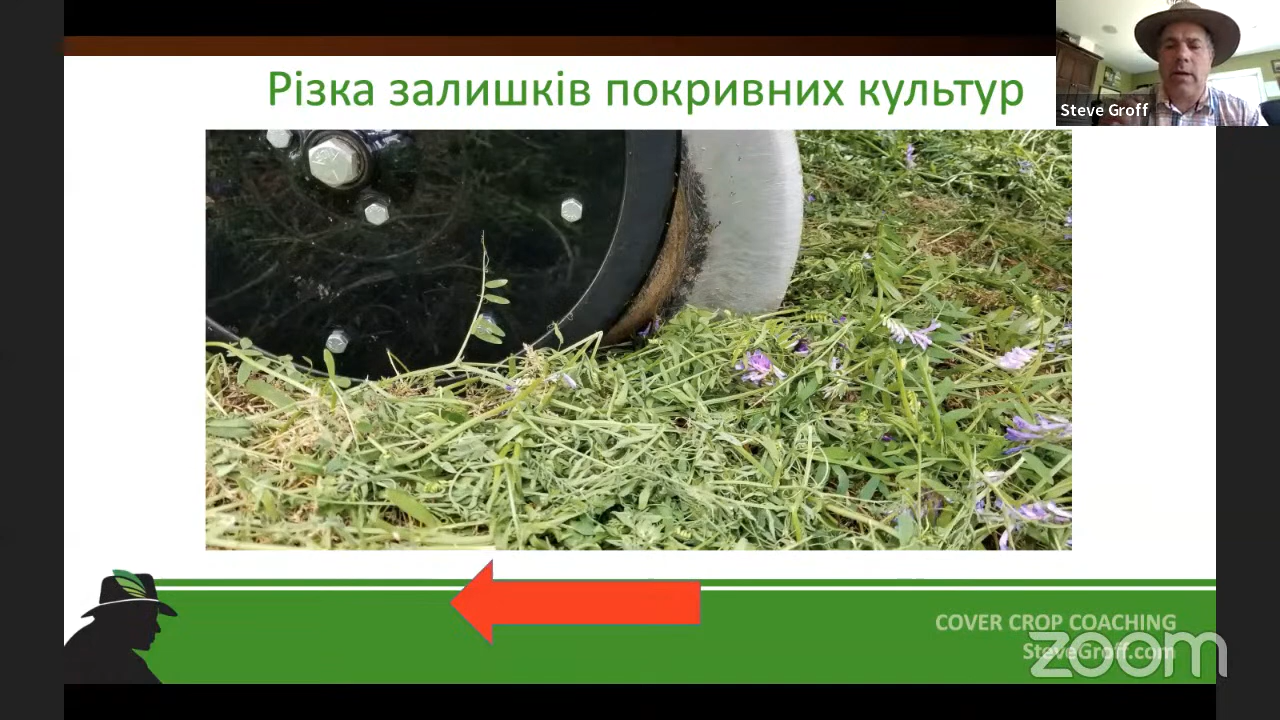 Різка залишків покривних культур
Steve Groff
COVER CROP COACHING
SteveGroff.com
zoom